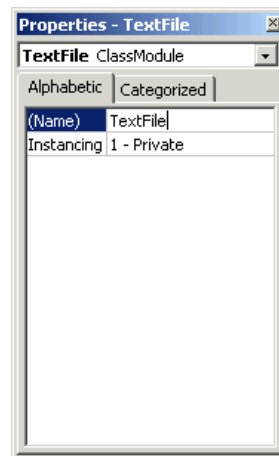 Properties - TextFile
TextFile ClassModule
Alphabetic Categorized
(Name) TextFile
Instancing 1 - Private